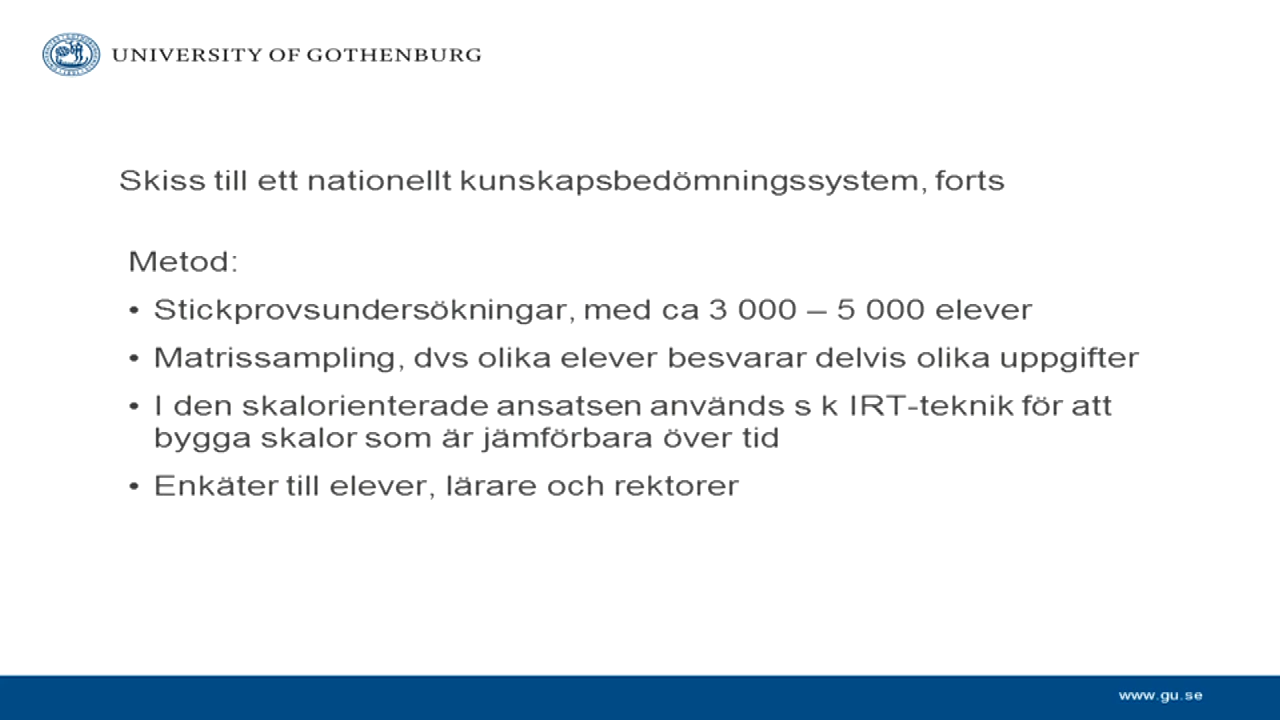 UNIVERSITY OF GOTHENBURG
Skiss till ett nationellt kunskapsbedömningssystem, forts
Metod:
• Stickprovsundersökningar, med ca 3 000 – 5 000 elever
• Matrissampling, dvs olika elever besvarar delvis olika uppgifter
• I den skalorienterade ansatsen används s k IRT-teknik för att
bygga skalor som är jämförbara över tid
• Enkäter till elever, lärare och rektorer
www.gu.se